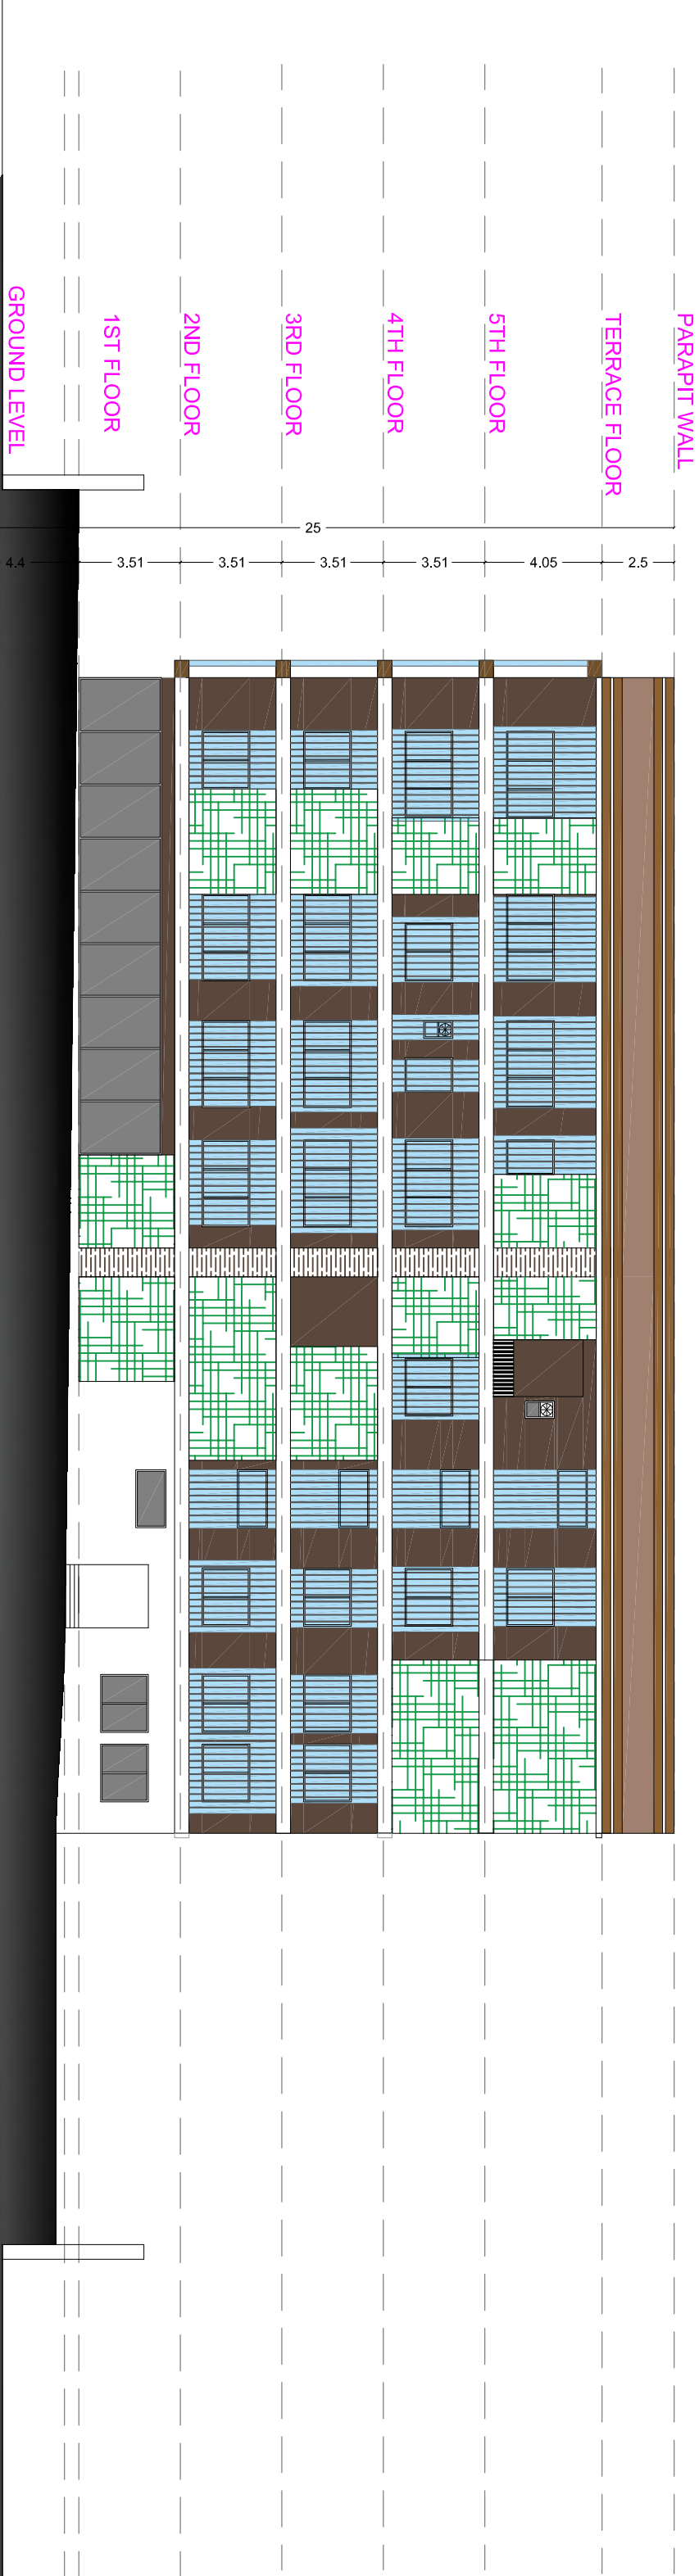 GROUND LEVEL
1ST FLOOR
2ND FLOOR
3RD FLOOR
4TH FLOOR
5TH FLOOR
TERRACE FLOOR
PARAPIT WALL
25
4.4
3.51
3.51
3.51
3.51
4.05
2.5